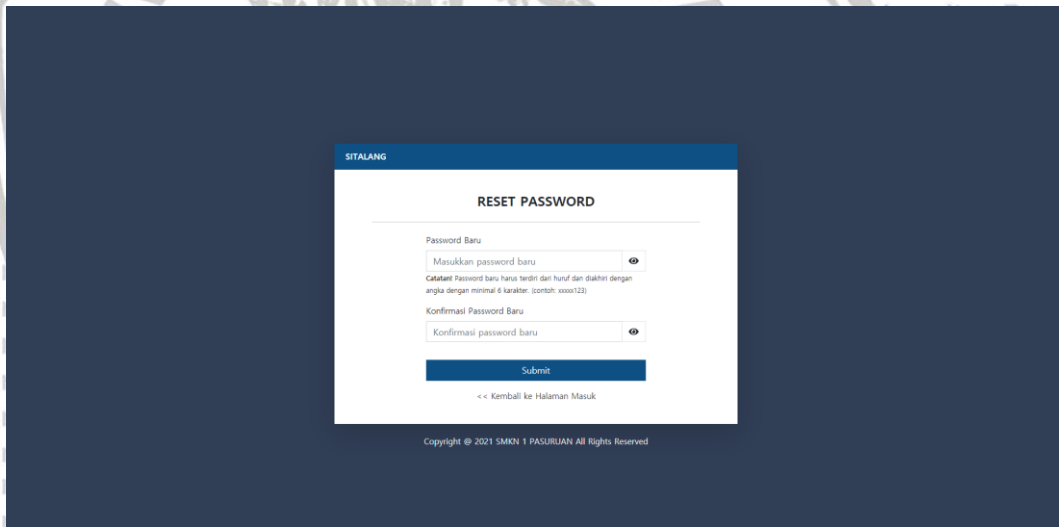 SITALANG
RESET PASSWORD
Password Baru
Masukkan password baru
Catatan! Password baru harus terdiri dari huruf dan diakhiri dengan
angka dengan minimal 6 karakter. (contoh: xxxxx123)
Konfirmasi Password Baru
Konfirmasi password baru
Submit
<< Kembali ke Halaman Masuk
Copyright @ 2021 SMKN 1 PASURUAN All Rights Reserved